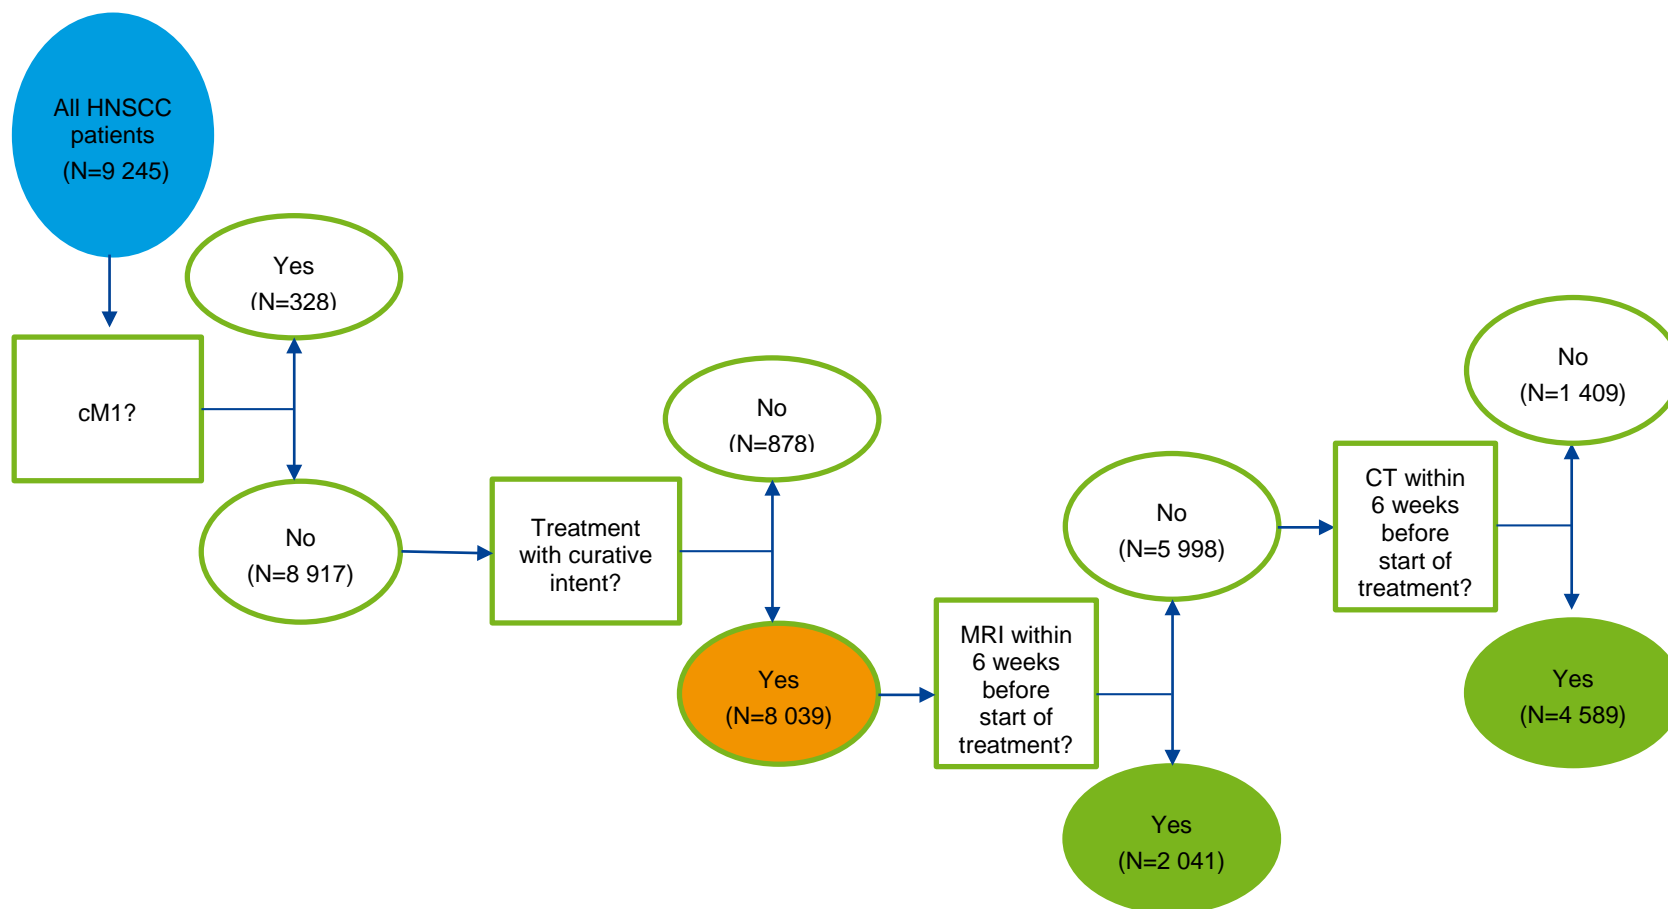 All HNSCC
patients
(N=9 245)
cM1?
Yes
(N=328)
No
(N=8 917)
Treatment
with curative
intent?
No
(N=878)
Yes
(N=8 039)
MRI within
6 weeks
before
start of
treatment?
No
(N=5 998)
Yes
(N=2 041)
CT within
6 weeks
before
start of
treatment?
No
(N=1 409)
Yes
(N=4 589)